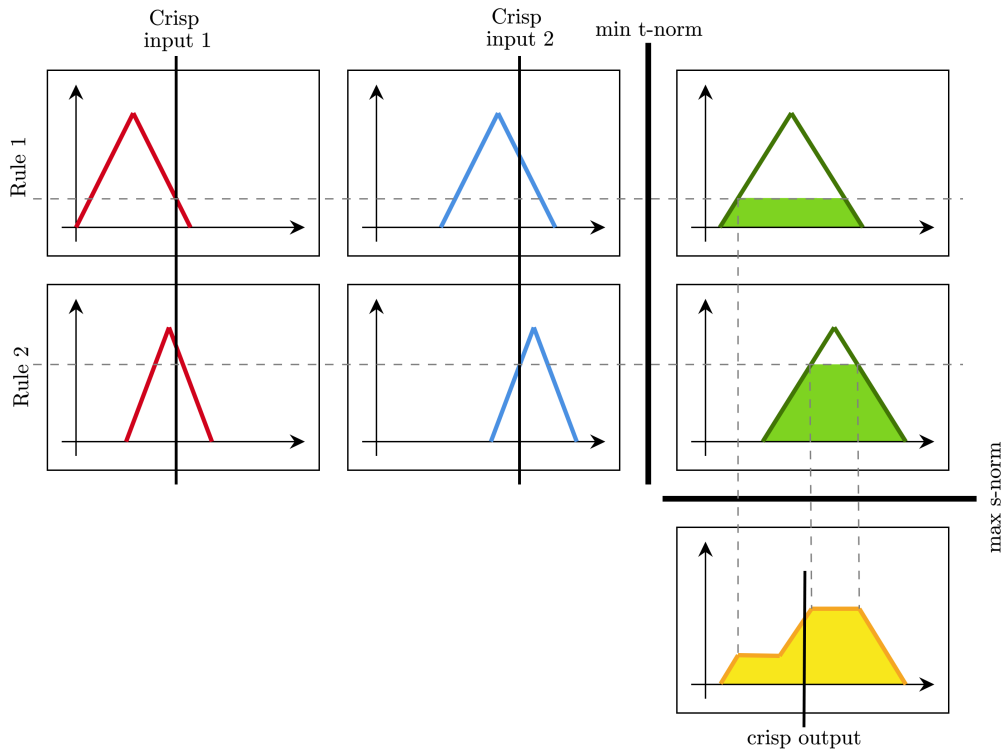 Crisp
input 1
Crisp
input 2
min t-norm
Rule 1
Rule 2
max s-norm
crisp output